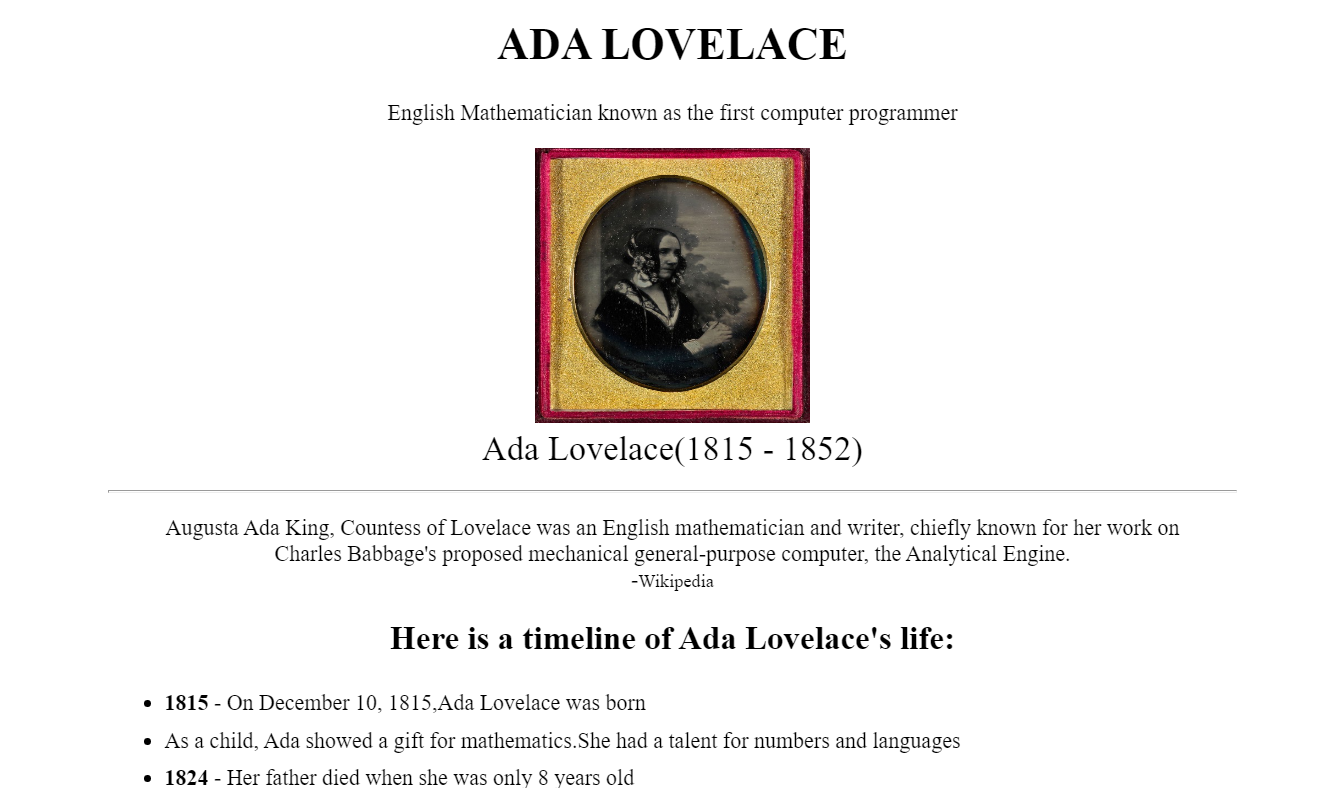 ADA LOVELACE
English Mathematician known as the first computer programmer
Ada Lovelace(1815 - 1852)
Augusta Ada King, Countess of Lovelace was an English mathematician and writer, chiefly known for her work on
Charles Babbage's proposed mechanical general-purpose computer, the Analytical Engine.
-Wikipedia
Here is a timeline of Ada Lovelace's life:
• 1815 - On December 10, 1815,Ada Lovelace was born
• As a child, Ada showed a gift for mathematics.She had a talent for numbers and languages
• 1824 - Her father died when she was only 8 years old